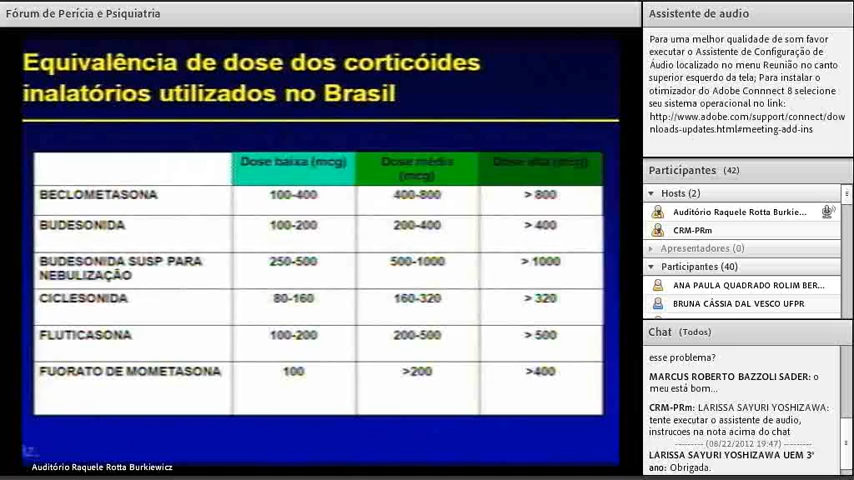 Fórum de Perícia e Psiquiatria
Equivalência de dose dos corticóides
inalatórios utilizados no Brasil
Dose baixa (mcg) Dose média (mcg) Dose alta (mcg)
BECLOMETASONA 100-400 400-800 > 800
BUDESONIDA 100-200 200-400 > 400
BUDESONIDA SUSP PARA NEBULIZAÇÃO 250-500 500-1000 > 1000
CICLESONIDA 80-160 160-320 > 320
FLUTICASONA 100-200 200-500 > 500
FUORATO DE MOMETASONA 100 >200 >400
Auditório Raquele Rotta Burkiewicz
Assistente de audio
Para uma melhor qualidade de som favor
executar o Assistente de Configuração de
Áudio localizado no menu Reunião no canto
superior esquerdo da tela; Para instalar o
otimizador do Adobe Connnect 8 selecione
seu sistema operacional no link:
http://www.adobe.com/support/connect/dow
nloads-updates.html#meeting-add-ins
Participantes (42)
Hosts (2)
Auditório Raquele Rotta Burkie...
CRM-PRm
Apresentadores (0)
Participantes (40)
ANA PAULA QUADRADO ROLIM BER...
BRUNA CÁSSIA DAL VESCO UFPR
Chat (Todos)
esse problema?
MARCUS ROBERTO BAZZOLI SADER: o
meu está bom...
CRM-PRm: LARISSA SAYURI YOSHIZAWA:
tente executar o assistente de audio,
instrucoes na nota acima do chat
---------- (08/22/2012 19:47) ----------
LARISSA SAYURI YOSHIZAWA UEM 3°
ano: Obrigada.